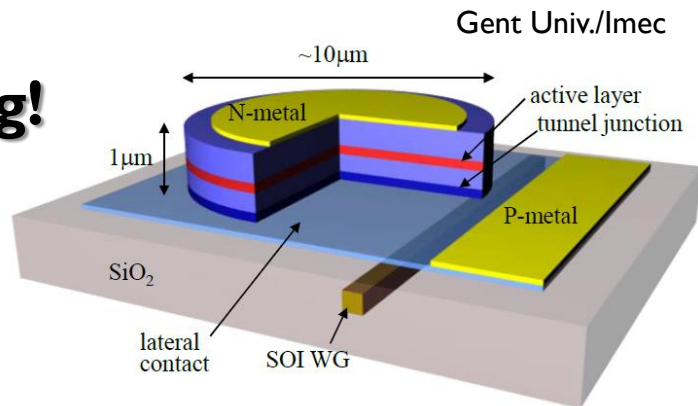 Gent Univ./Imec
g!
~10μm
N-metal
active layer
tunnel junction
1μm
P-metal
SiO₂
lateral
contact
SOI WG